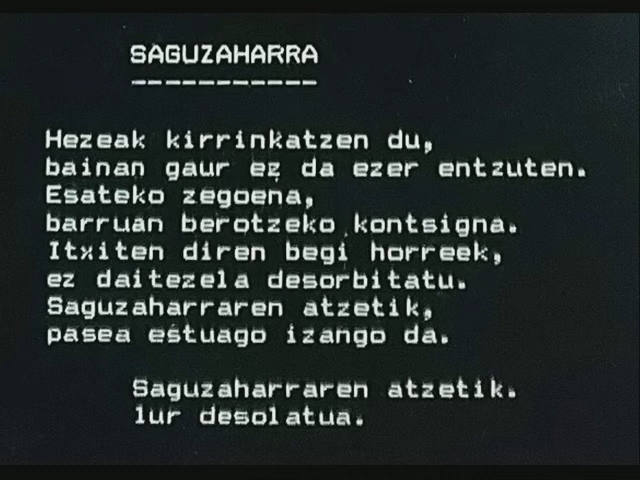 SAGUZAHARRA
-----------
Hezeak kirrinkatzen du,
bainan gaur ez da ezer entzuten.
Esateko zegoena,
barruan berotzeko kontsigna.
Itxiten diren begi horreek,
ez daitezela desorbitatu.
Saguzaharraren atzetik,
pasea estuago izango da.
Saguzaharraren atzetik.
lur desolatua.